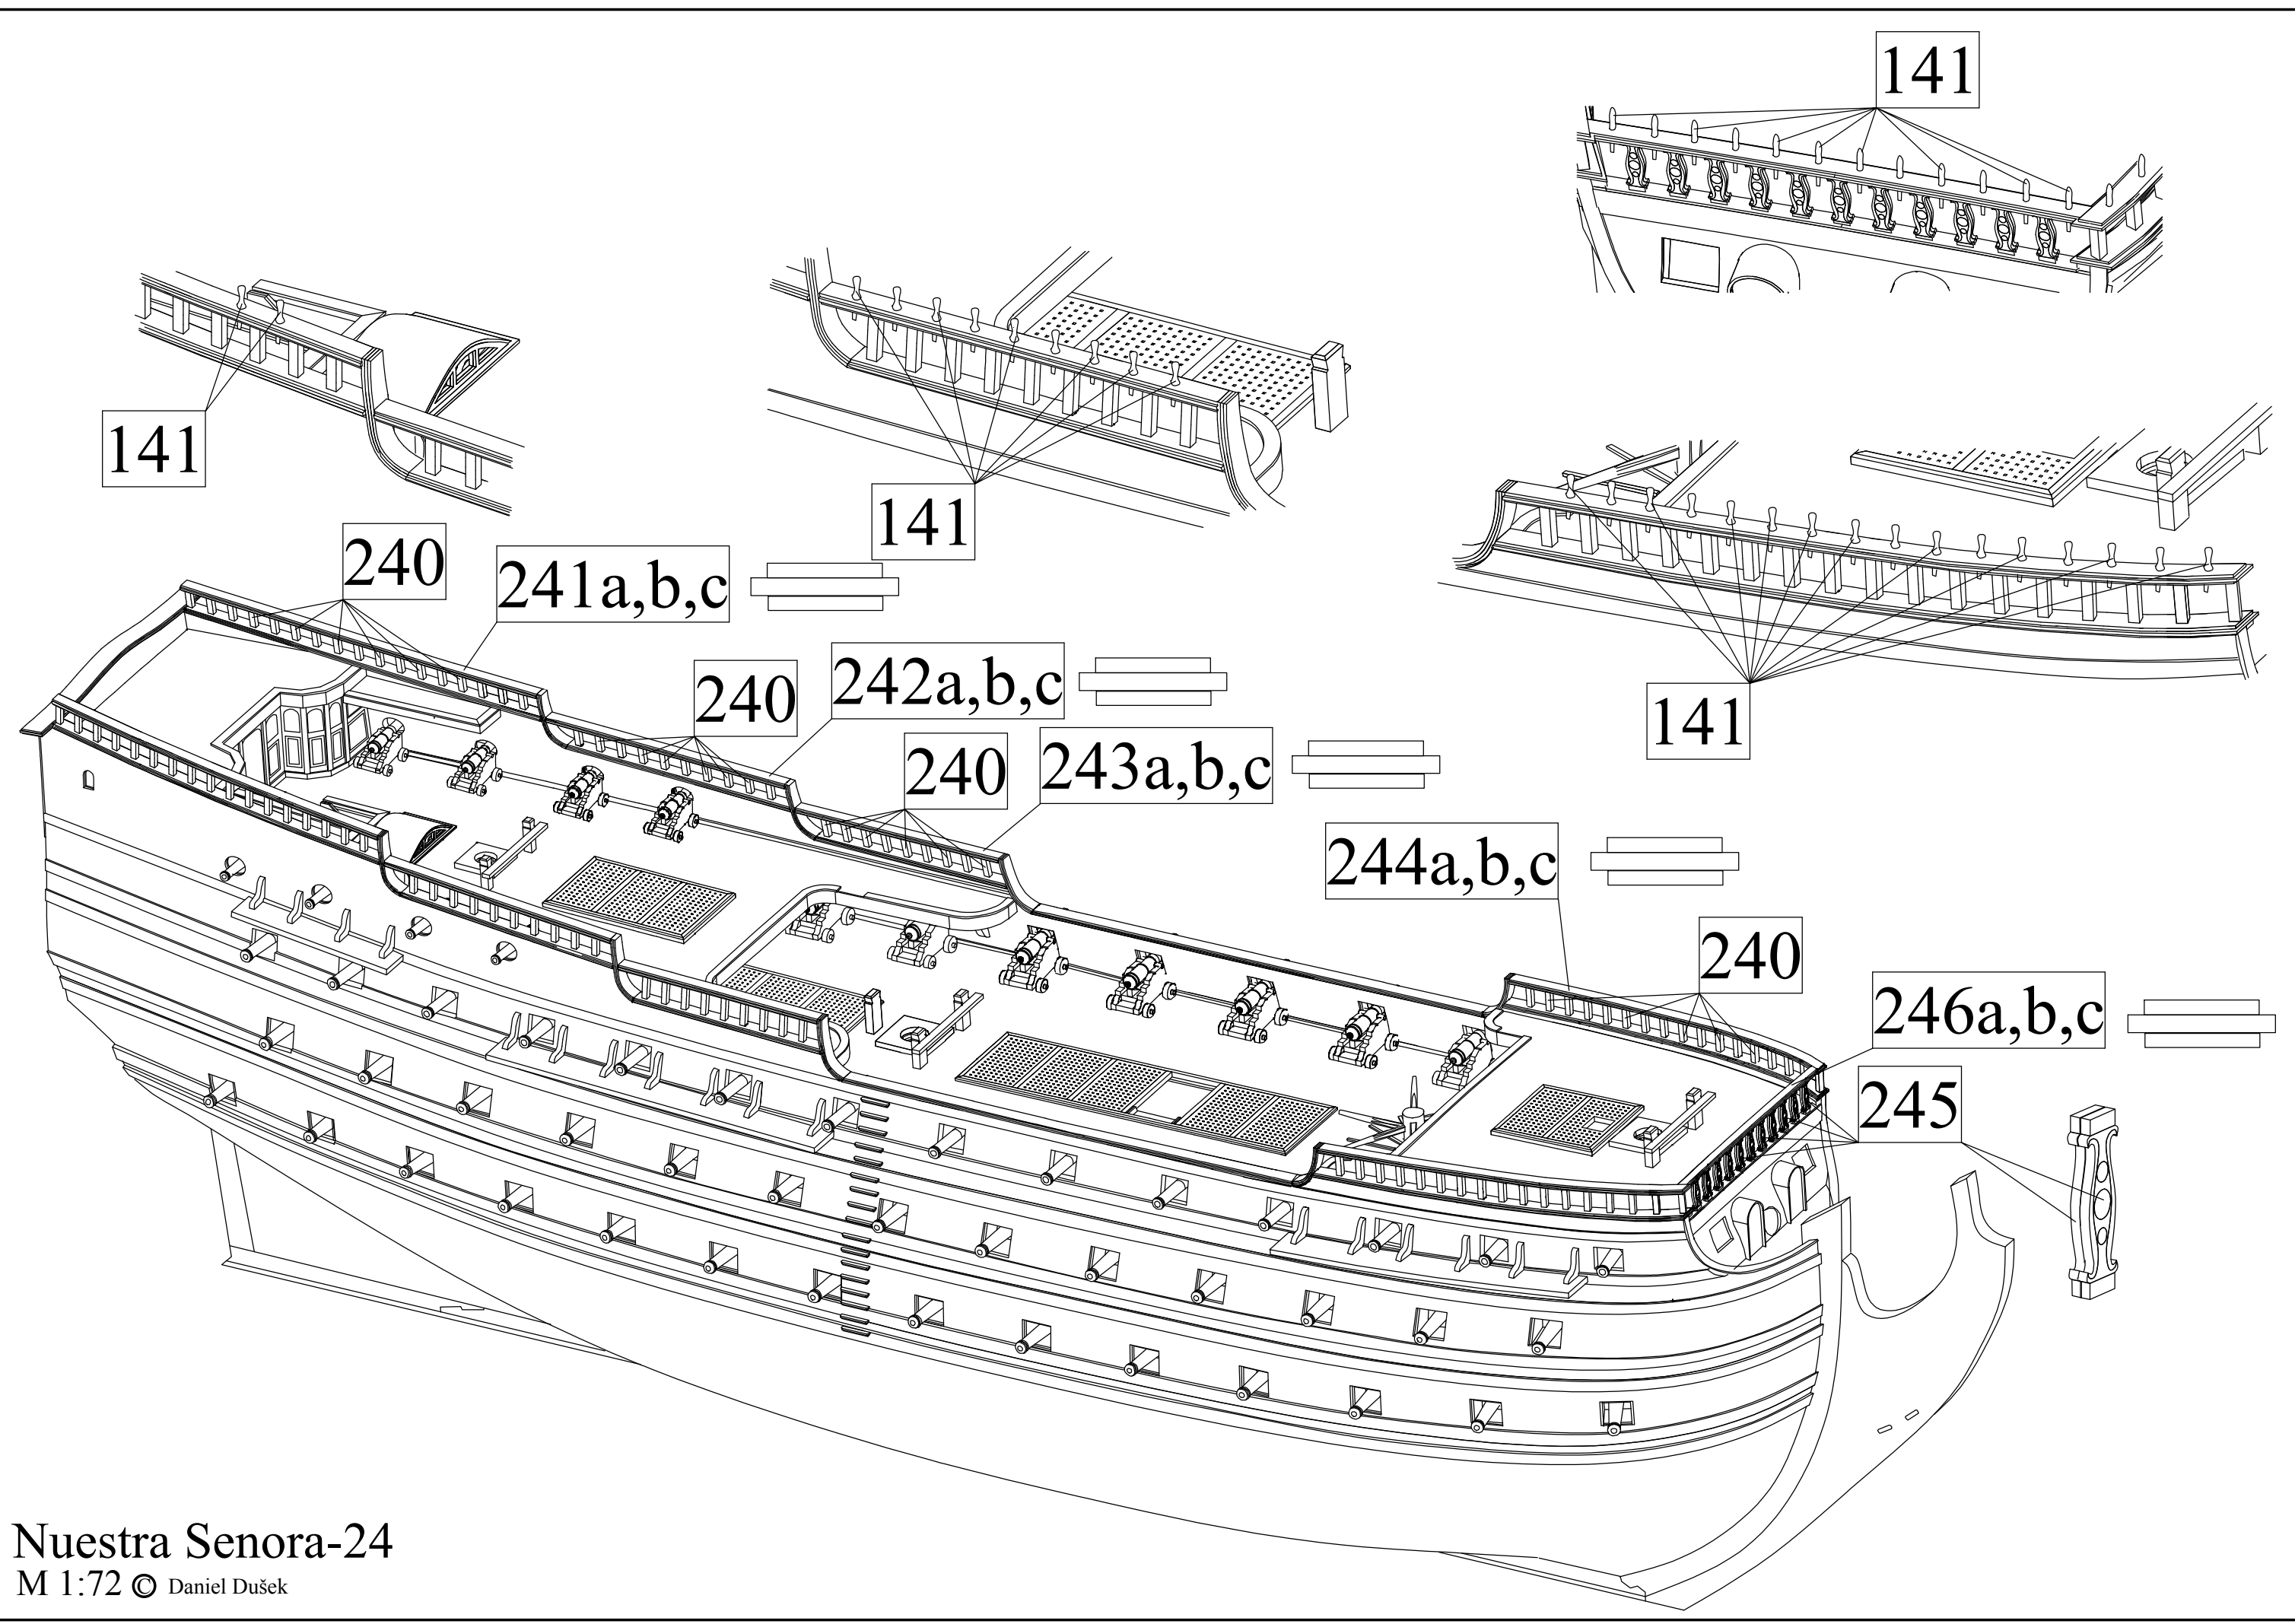 141
141
141
141
240
241a,b,c
240
242a,b,c
240
243a,b,c
244a,b,c
240
246a,b,c
245
Nuestra Senora-24
M 1:72 © Daniel Dušek